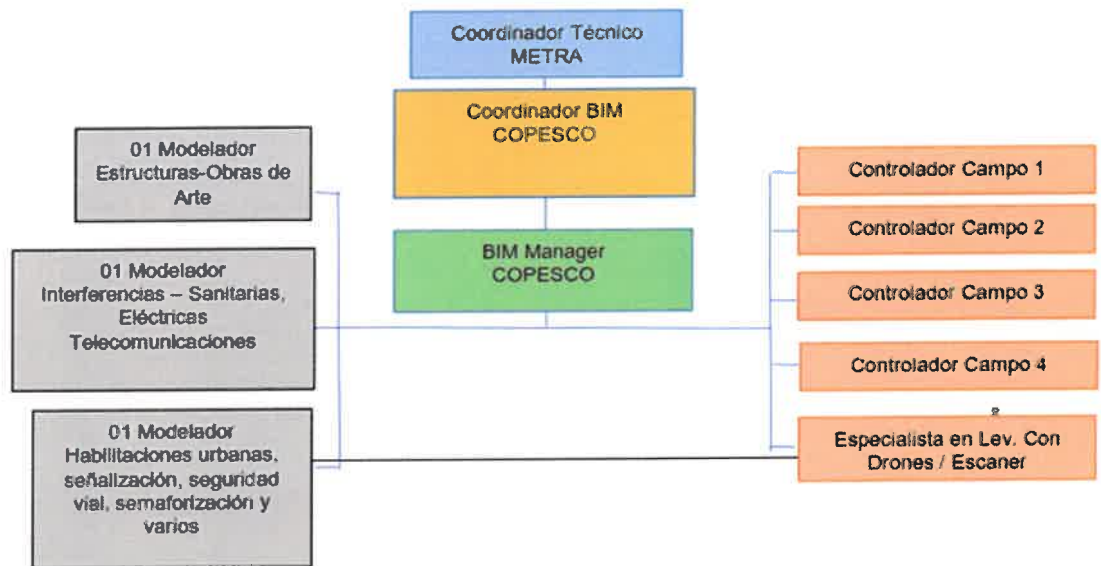 Coordinador Técnico
METRA
Coordinador BIM
COPESCO
BIM Manager
COPESCO
01 Modelador
Estructuras-Obras de
Arte
01 Modelador
Interferencias – Sanitarias,
Eléctricas
Telecomunicaciones
01 Modelador
Habilitaciones urbanas,
señalización, seguridad
vial, semaforización y
varios
Controlador Campo 1
Controlador Campo 2
Controlador Campo 3
Controlador Campo 4
Especialista en Lev. Con
Drones / Escaner